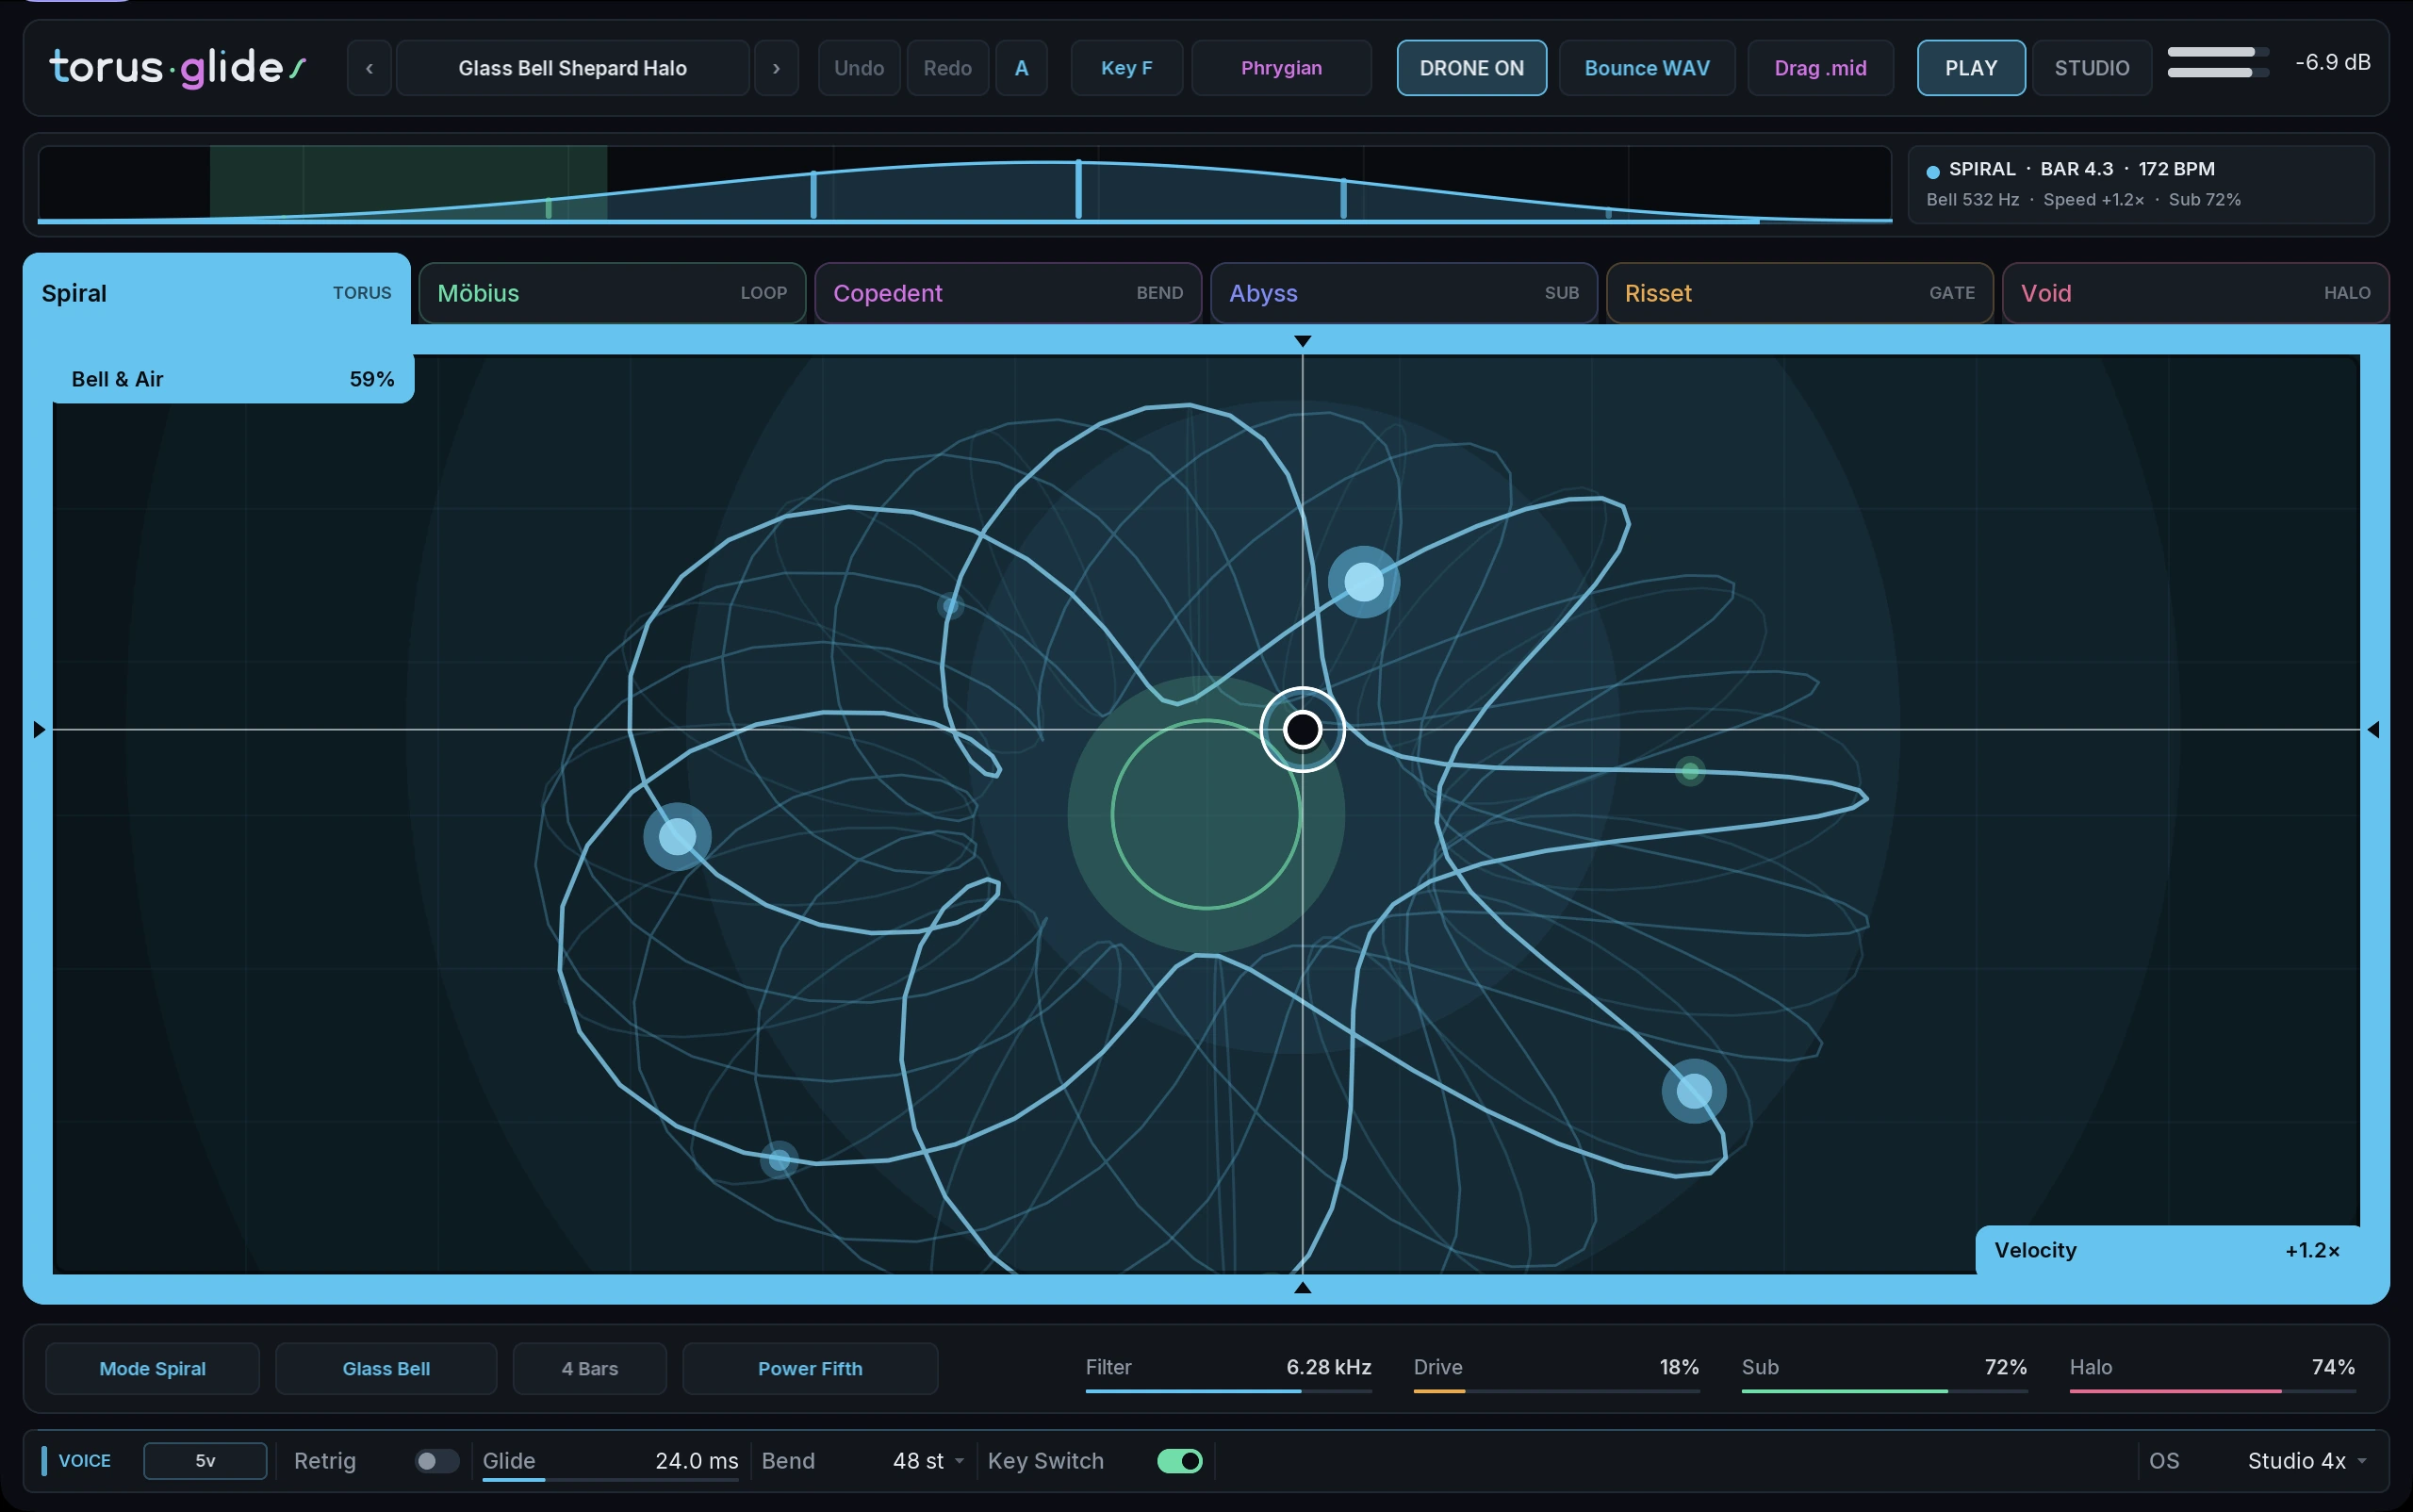 torus·glide
‹ Glass Bell Shepard Halo › Undo Redo A Key F Phrygian DRONE ON Bounce WAV Drag .mid PLAY STUDIO -6.9 dB
SPIRAL · BAR 4.3 · 172 BPM
Bell 532 Hz · Speed +1.2× · Sub 72%
Spiral TORUS Möbius LOOP Copedent BEND Abyss SUB Risset GATE Void HALO
Bell & Air 59%
Velocity +1.2×
Mode Spiral Glass Bell 4 Bars Power Fifth Filter 6.28 kHz Drive 18% Sub 72% Halo 74%
VOICE 5v Retrig Glide 24.0 ms Bend 48 st Key Switch OS Studio 4x